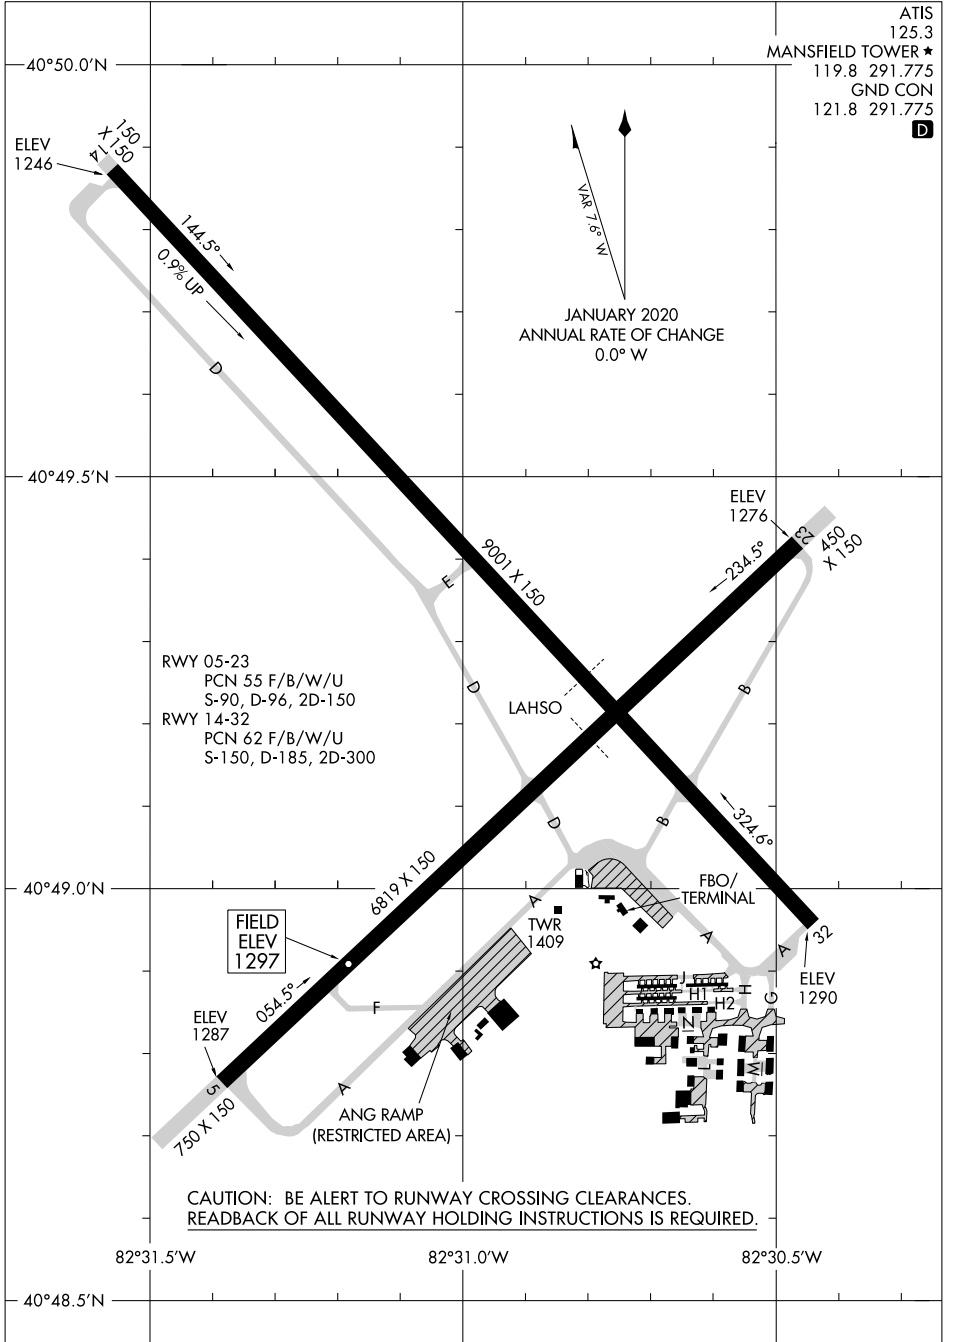 ATIS
125.3
MANSFIELD TOWER ★
119.8 291.775
GND CON
121.8 291.775
D
40°50.0'N
150
X 150
ELEV
1246
14
VAR 7.6° W
144.5°
0.9% UP
JANUARY 2020
ANNUAL RATE OF CHANGE
0.0° W
D
40°49.5'N
ELEV
1276
23
450
X 150
9001 X 150
234.5°
E
RWY 05-23
PCN 55 F/B/W/U
S-90, D-96, 2D-150
RWY 14-32
PCN 62 F/B/W/U
S-150, D-185, 2D-300
D
B
LAHSO
D
B
324.6°
40°49.0'N
6819 X 150
FBO/
TERMINAL
A
TWR
1409
FIELD
ELEV
1297
A
A
32
ELEV
1290
054.5°
F
J
H1
H
H2
G
N
L
W
ELEV
1287
5
750 X 150
A
ANG RAMP
(RESTRICTED AREA)
CAUTION: BE ALERT TO RUNWAY CROSSING CLEARANCES.
READBACK OF ALL RUNWAY HOLDING INSTRUCTIONS IS REQUIRED.
82°31.5'W
82°31.0'W
82°30.5'W
40°48.5'N